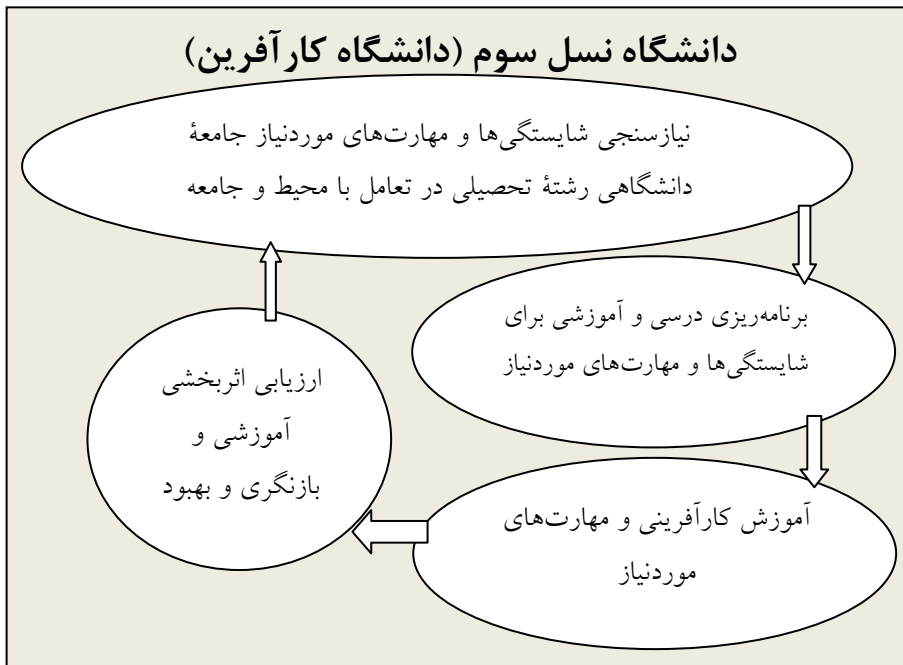 دانشگاه نسل سوم (دانشگاه کارآفرین)
نیازسنجی شایستگی‌ها و مهارت‌های موردنیاز جامعۀ
دانشگاهی رشتۀ تحصیلی در تعامل با محیط و جامعه
برنامه‌ریزی درسی و آموزشی برای
شایستگی‌ها و مهارت‌های موردنیاز
آموزش کارآفرینی و مهارت‌های
موردنیاز
ارزیابی اثربخشی
آموزشی و
بازنگری و بهبود